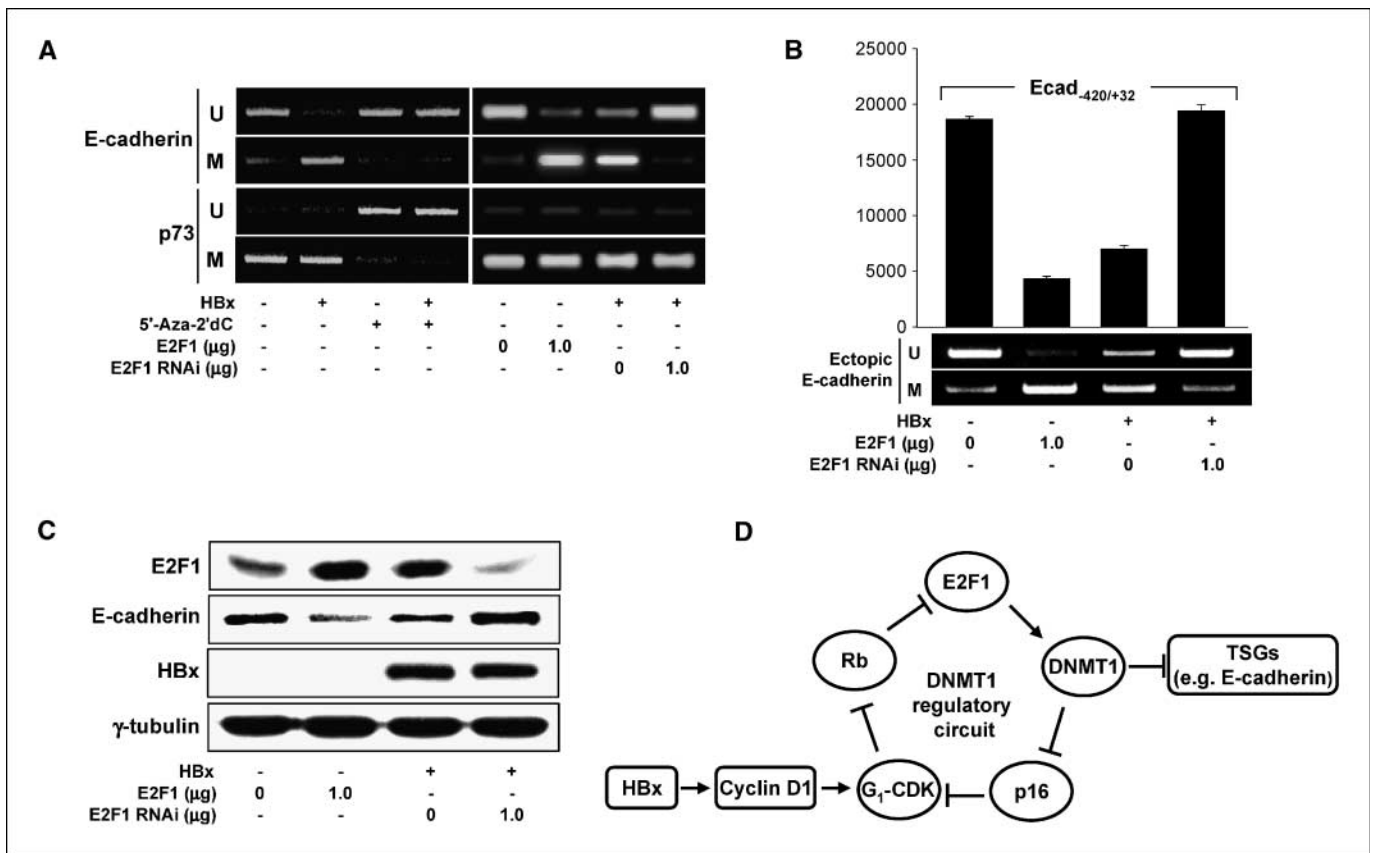 A
E-cadherin
U
M
p73
U
M
HBx - + - + - - + +
5'-Aza-2'dC - - + + - - - -
E2F1 (μg) - - - - 0 1.0 - -
E2F1 RNAi (μg) - - - - - - 0 1.0
B
25000
20000
15000
10000
5000
0
Ecad-420/+32
Ectopic
E-cadherin
U
M
HBx - - + +
E2F1 (μg) 0 1.0 - -
E2F1 RNAi (μg) - - 0 1.0
C
E2F1
E-cadherin
HBx
γ-tubulin
HBx - - + +
E2F1 (μg) 0 1.0 - -
E2F1 RNAi (μg) - - 0 1.0
D
E2F1
Rb
DNMT1
TSGs
(e.g. E-cadherin)
DNMT1
regulatory
circuit
HBx
Cyclin D1
G1-CDK
p16